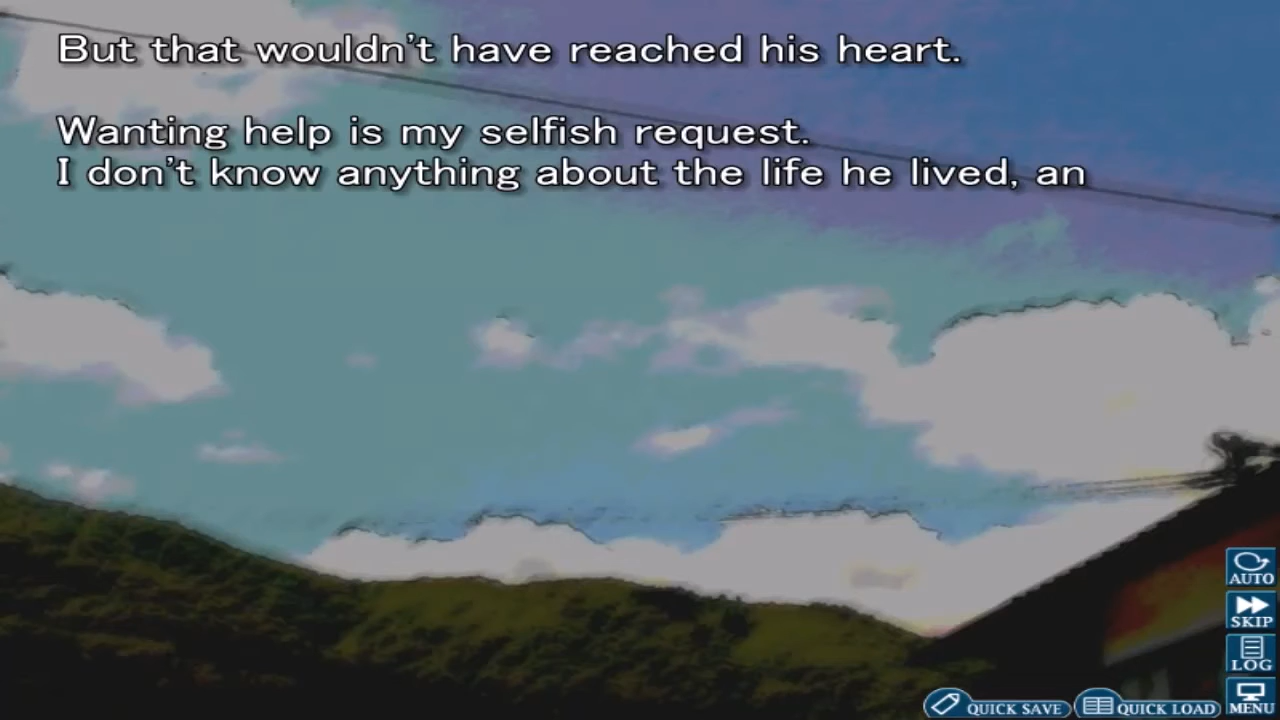 But that wouldn't have reached his heart.
Wanting help is my selfish request.
I don't know anything about the life he lived, an
AUTO
SKIP
LOG
MENU
QUICK SAVE
QUICK LOAD